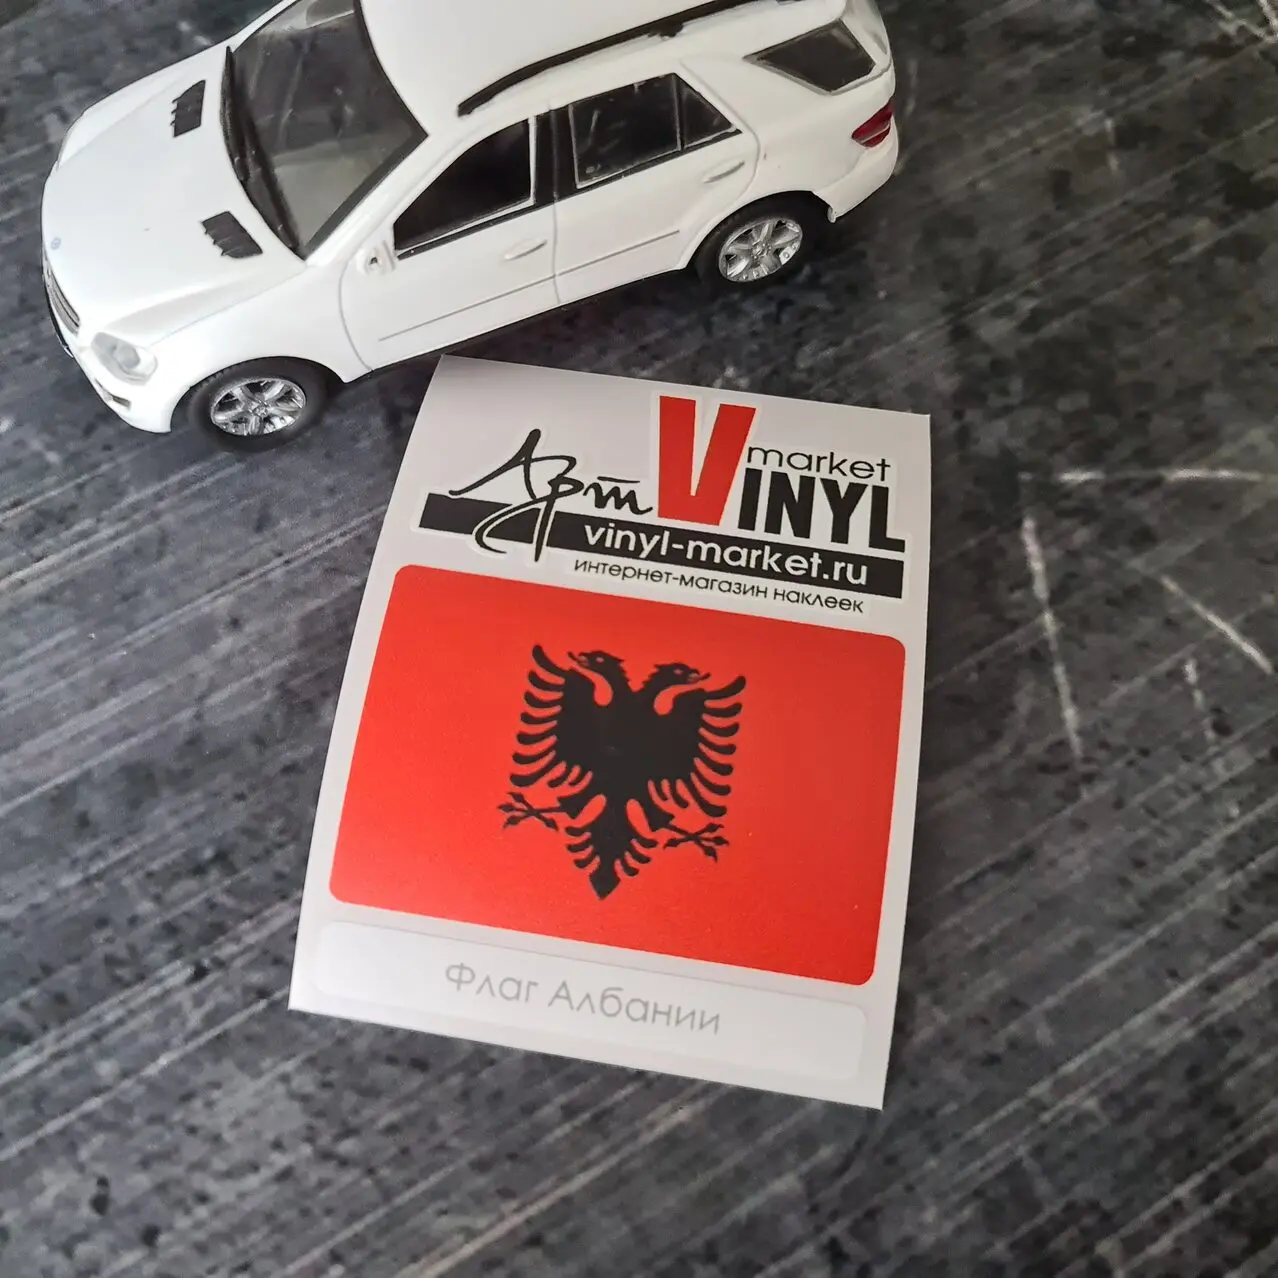 Арт
V market
VINYL
vinyl-market.ru
интернет-магазин наклеек
Флаг Албании